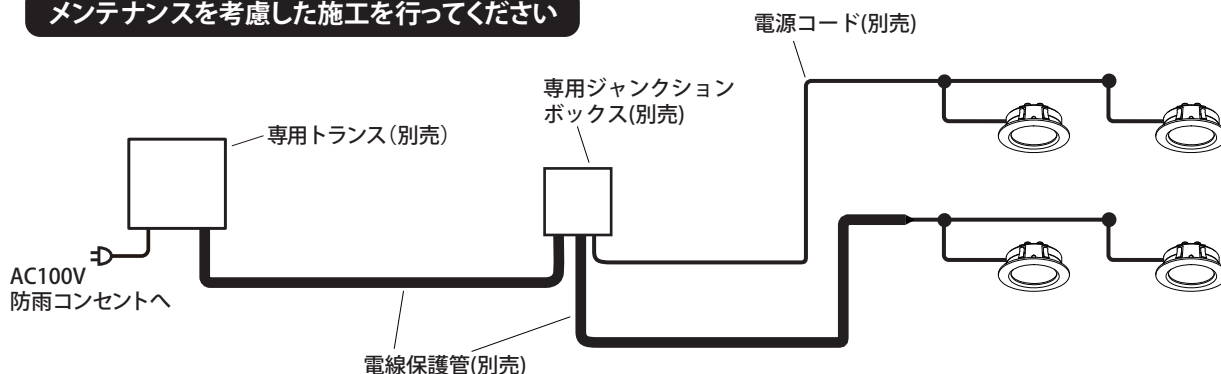 メンテナンスを考慮した施工を行ってください
電源コード(別売)
専用ジャンクション
ボックス(別売)
専用トランス（別売）
AC100V
防雨コンセントへ
電線保護管(別売)